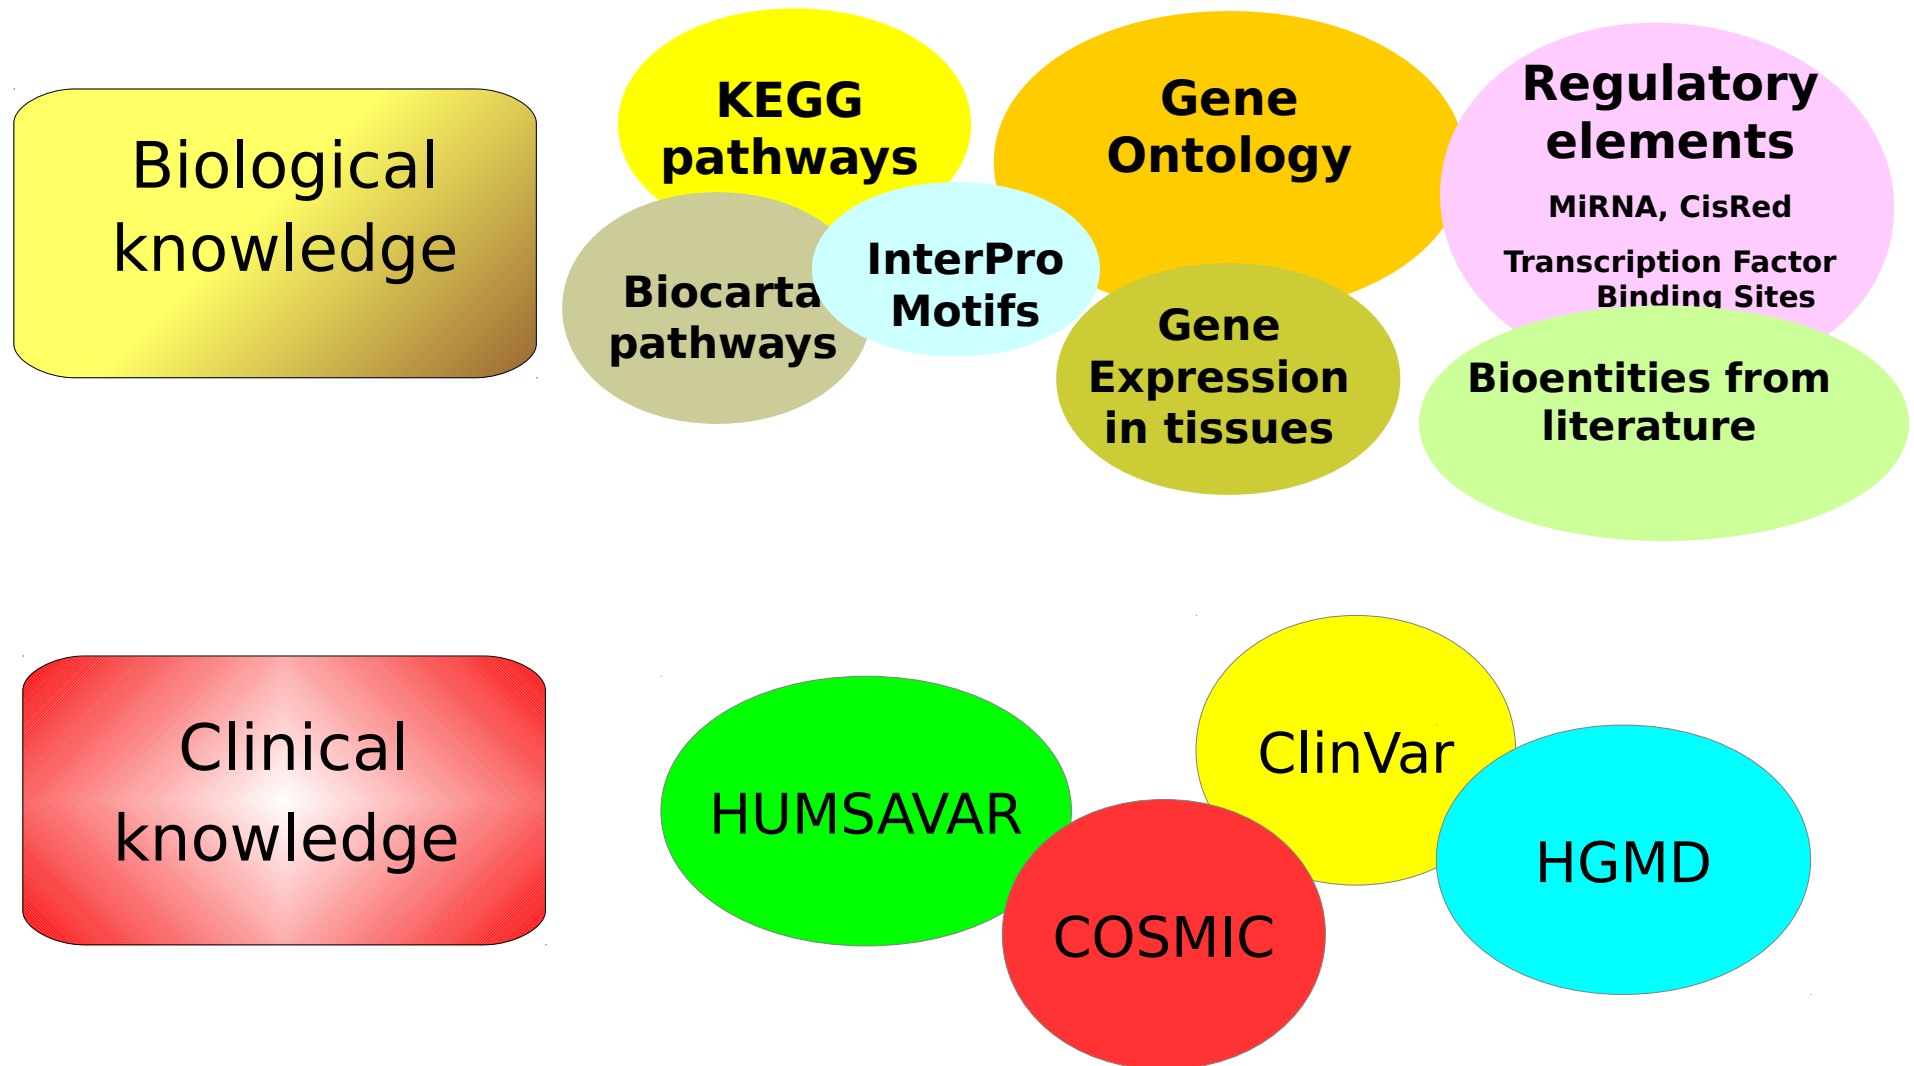 Biological
knowledge
KEGG
pathways
Gene
Ontology
Regulatory
elements
MiRNA, CisRed
Transcription Factor
Binding Sites
Biocarta
pathways
InterPro
Motifs
Gene
Expression
in tissues
Bioentities from
literature
Clinical
knowledge
HUMSAVAR
ClinVar
COSMIC
HGMD